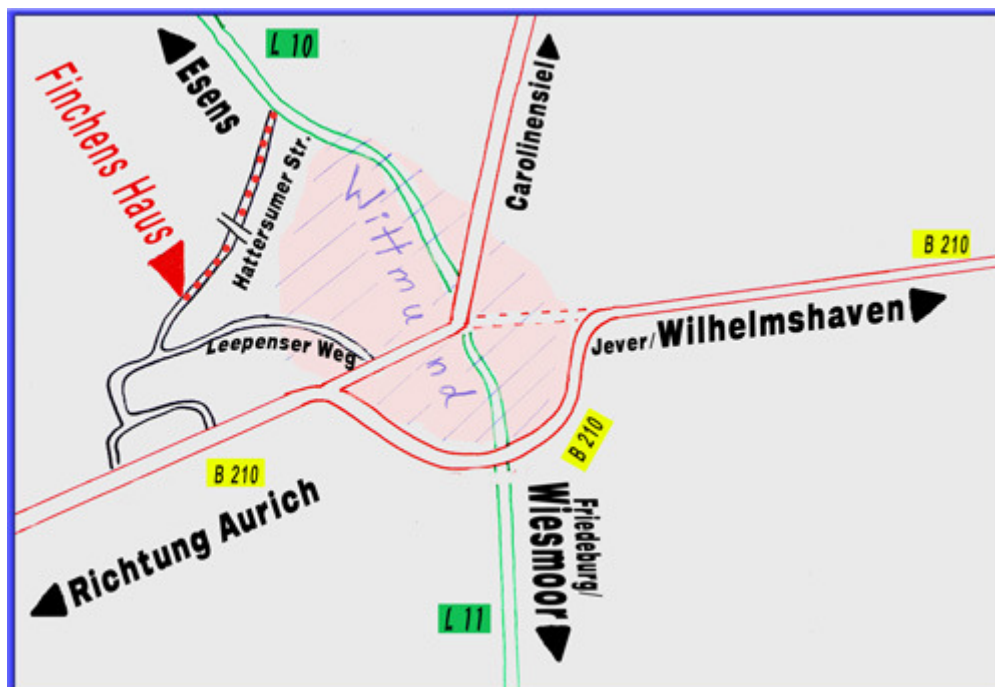 L 10
Esens
Finchens Haus
Hattersumer Str.
Wittmund
Carolinensiel
B 210
Jever/Wilhelmshaven
Leepenser Weg
B 210
B 210
Richtung Aurich
Friedeburg/
Wiesmoor
L 11